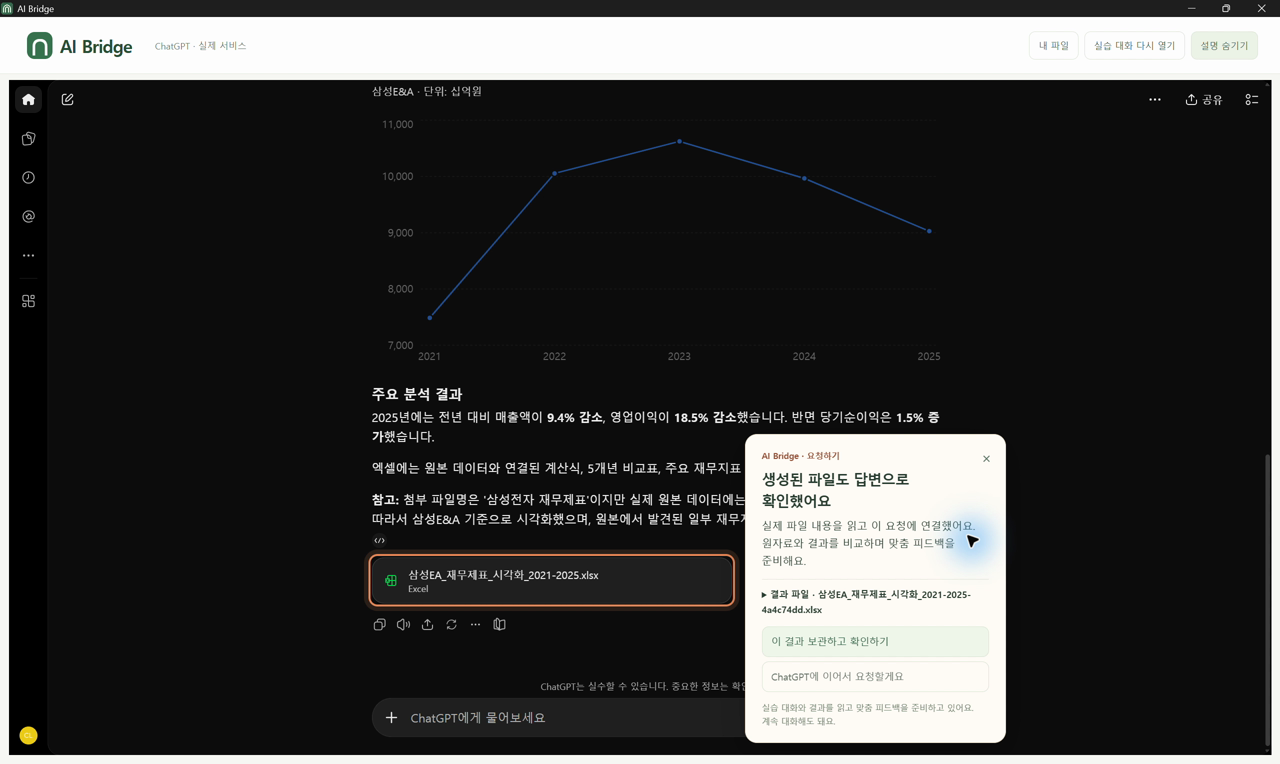 AI Bridge
AI Bridge
ChatGPT · 실제 서비스
내 파일
실습 대화 다시 열기
설명 숨기기
공유
삼성E&A · 단위: 십억원
11,000
10,000
9,000
8,000
7,000
2021
2022
2023
2024
2025
주요 분석 결과
2025년에는 전년 대비 매출액이 9.4% 감소, 영업이익이 18.5% 감소했습니다. 반면 당기순이익은 1.5% 증
가했습니다.
엑셀에는 원본 데이터와 연결된 계산식, 5개년 비교표, 주요 재무지표
참고: 첨부 파일명은 '삼성전자 재무제표'이지만 실제 원본 데이터에는
따라서 삼성E&A 기준으로 시각화했으며, 원본에서 발견된 일부
삼성EA_재무제표_시각화_2021-2025.xlsx
Excel
ChatGPT는 실수할 수 있습니다. 중요한 정보는
ChatGPT에게 물어보세요
AI Bridge · 요청하기
생성된 파일도 답변으로
확인했어요
실제 파일 내용을 읽고 이 요청에 연결했어요.
원자료와 결과를 비교하며 맞춤 피드백을
준비해요.
결과 파일 · 삼성EA_재무제표_시각화_2021-2025-
4a4c74dd.xlsx
이 결과 보관하고 확인하기
ChatGPT에 이어서 요청할게요
실습 대화와 결과를 읽고 맞춤 피드백을 준비하고 있어요.
계속 대화해도 돼요.